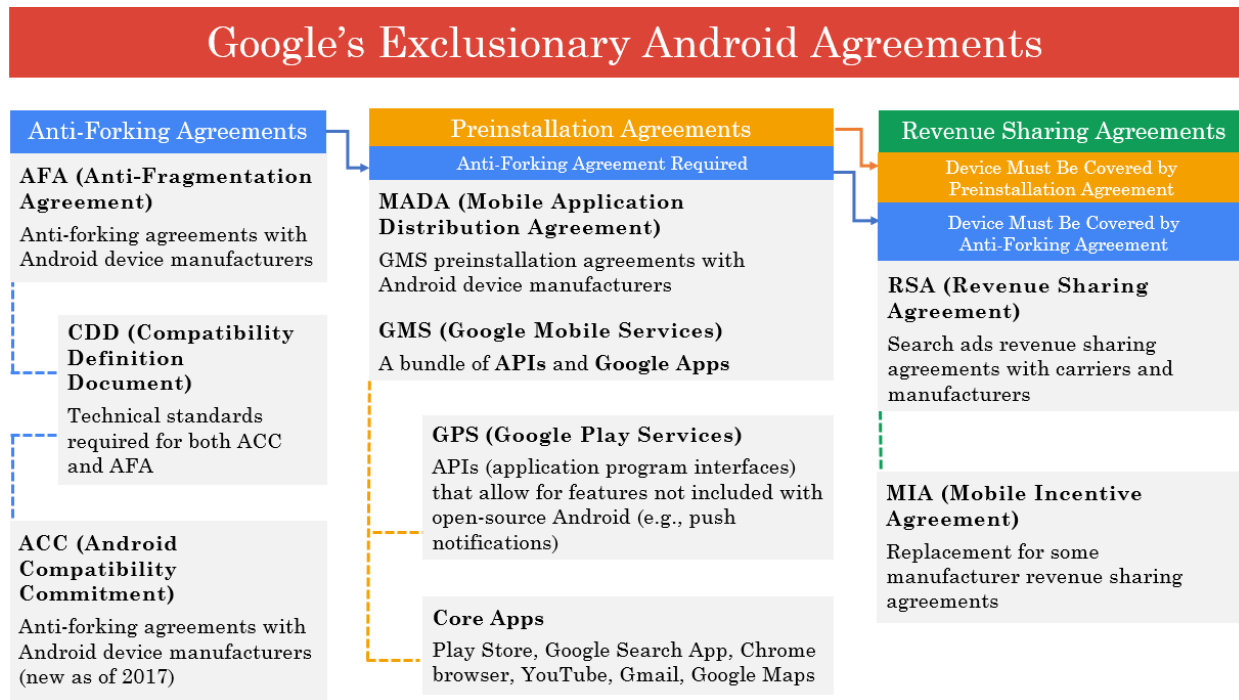 Google's Exclusionary Android Agreements
Anti-Forking Agreements
AFA (Anti-Fragmentation
Agreement)
Anti-forking agreements with
Android device manufacturers
CDD (Compatibility
Definition
Document)
Technical standards
required for both ACC
and AFA
ACC (Android
Compatibility
Commitment)
Anti-forking agreements with
Android device manufacturers
(new as of 2017)
Preinstallation Agreements
Anti-Forking Agreement Required
MADA (Mobile Application
Distribution Agreement)
GMS preinstallation agreements with
Android device manufacturers
GMS (Google Mobile Services)
A bundle of APIs and Google Apps
GPS (Google Play Services)
APIs (application program interfaces)
that allow for features not included with
open-source Android (e.g., push
notifications)
Core Apps
Play Store, Google Search App, Chrome
browser, YouTube, Gmail, Google Maps
Revenue Sharing Agreements
Device Must Be Covered by
Preinstallation Agreement
Device Must Be Covered by
Anti-Forking Agreement
RSA (Revenue Sharing
Agreement)
Search ads revenue sharing
agreements with carriers and
manufacturers
MIA (Mobile Incentive
Agreement)
Replacement for some
manufacturer revenue sharing
agreements